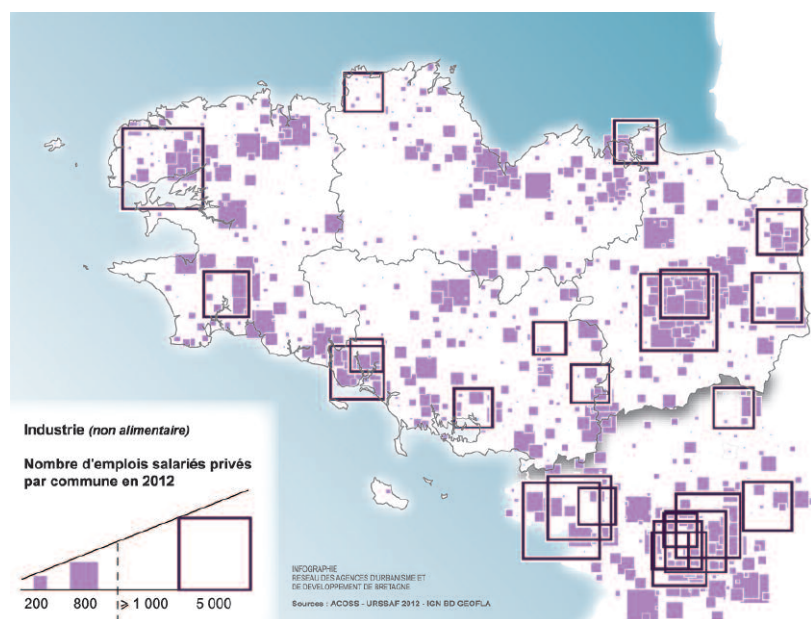 Industrie (non alimentaire)
Nombre d'emplois salariés privés
par commune en 2012
200 800 ⩾ 1 000 5 000
INFOGRAPHIE
RESEAU DES AGENCES D'URBANISME ET
DE DEVELOPPEMENT DE BRETAGNE
Sources : ACOSS - URSSAF 2012 - IGN BD GEOFLA